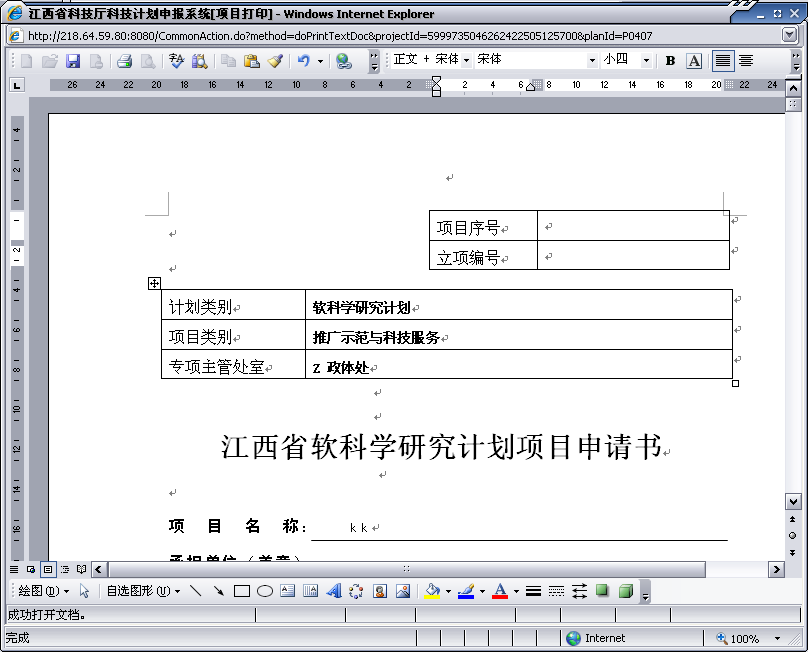 江西省科技厅科技计划申报系统[项目打印] - Windows Internet Explorer
http://218.64.59.80:8080/CommonAction.do?method=doPrintTextDoc&projectId=59997350462624225051257​00&planId=P0407
正文 + 宋体 宋体 小四 B A
26 24 22 20 18 16 14 12 10 8 6 4 2 2 4 6 8 10 12 14 16 18 20 22 24
项目序号
立项编号
计划类别 软科学研究计划
项目类别 推广示范与科技服务
专项主管处室 Z 政体处
江西省软科学研究计划项目申请书
项 目 名 称： kk
承担单位（盖章）
绘图(D) 自选图形(U)
成功打开文档。
完成 Internet 100%